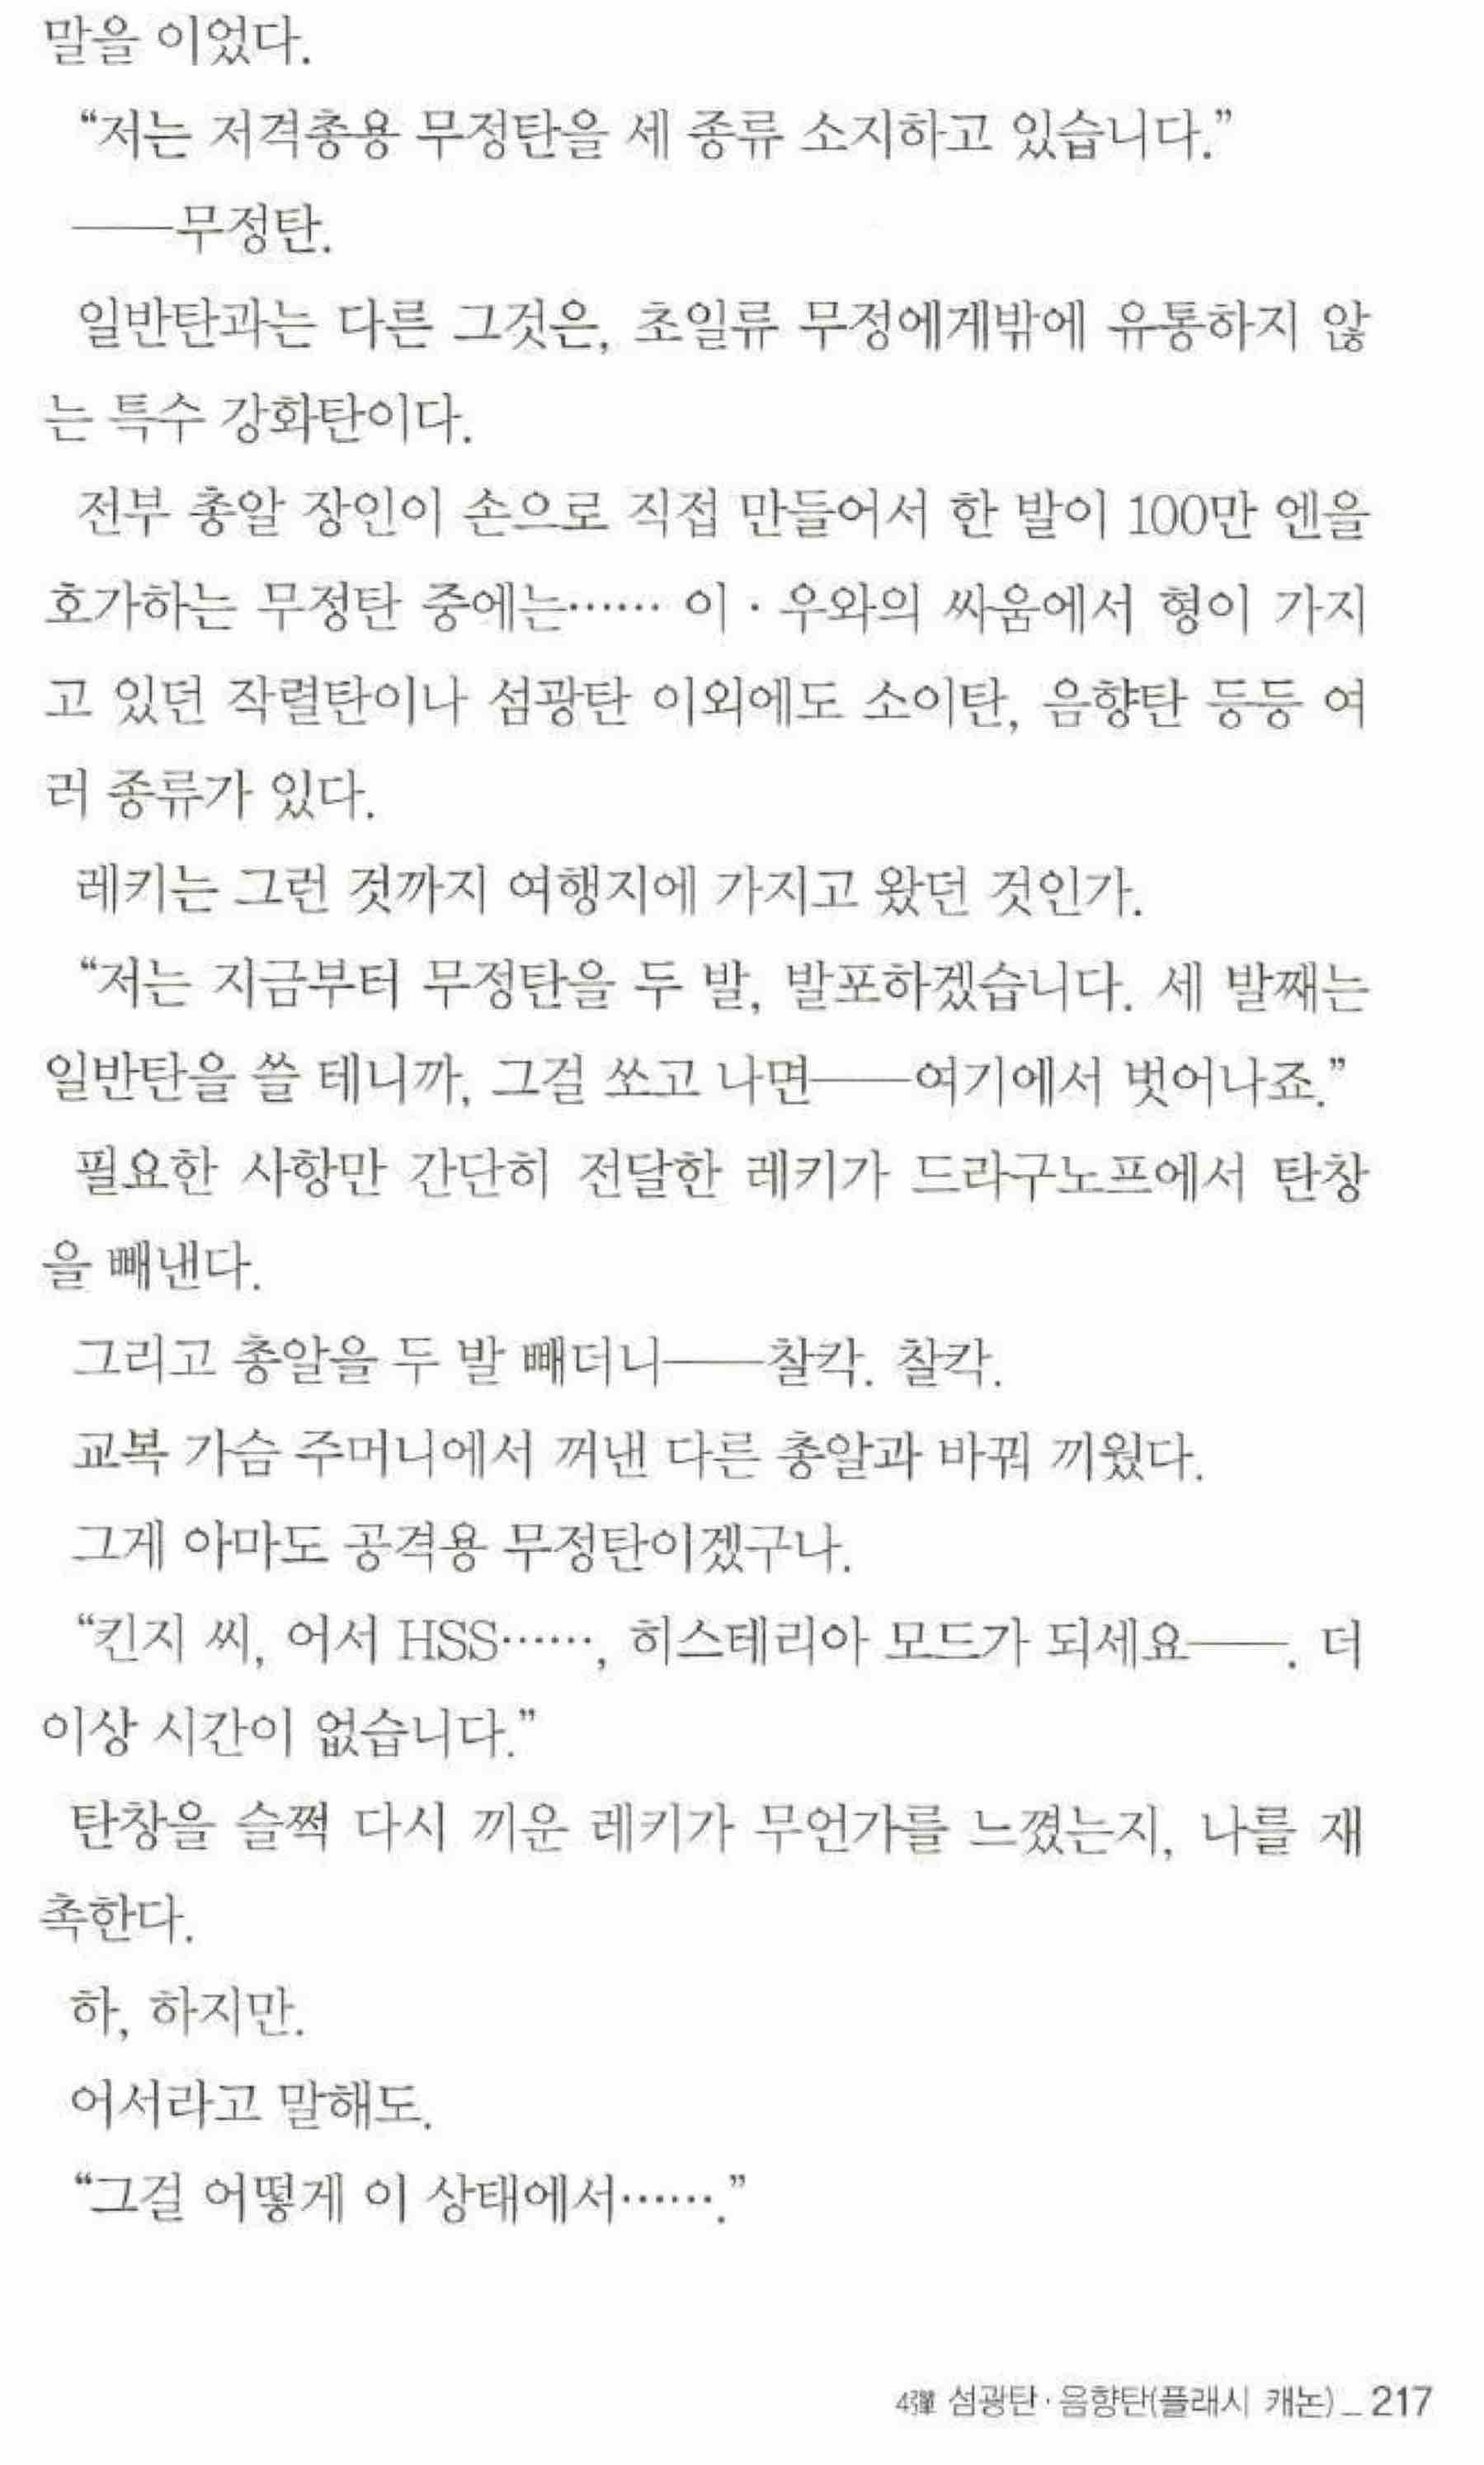 말을 이었다.
“저는 저격총용 무정탄을 세 종류 소지하고 있습니다.”
──무정탄.
일반탄과는 다른 그것은, 초일류 무정에게밖에 유통하지 않
는 특수 강화탄이다.
전부 총알 장인이 손으로 직접 만들어서 한 발이 100만 엔을
호가하는 무정탄 중에는…… 이·우와의 싸움에서 형이 가지
고 있던 작렬탄이나 섬광탄 이외에도 소이탄, 음향탄 등등 여
러 종류가 있다.
레키는 그런 것까지 여행지에 가지고 왔던 것인가.
“저는 지금부터 무정탄을 두 발, 발포하겠습니다. 세 발째는
일반탄을 쓸 테니까, 그걸 쏘고 나면──여기에서 벗어나죠.”
필요한 사항만 간단히 전달한 레키가 드라구노프에서 탄창
을 빼낸다.
그리고 총알을 두 발 빼더니──찰칵. 찰칵.
교복 가슴 주머니에서 꺼낸 다른 총알과 바꿔 끼웠다.
그게 아마도 공격용 무정탄이겠구나.
“킨지 씨, 어서 HSS……, 히스테리아 모드가 되세요──. 더
이상 시간이 없습니다.”
탄창을 슬쩍 다시 끼운 레키가 무언가를 느꼈는지, 나를 재
촉한다.
하, 하지만.
어서라고 말해도.
“그걸 어떻게 이 상태에서…….”
4彈 섬광탄·음향탄(플래시 캐논)_217